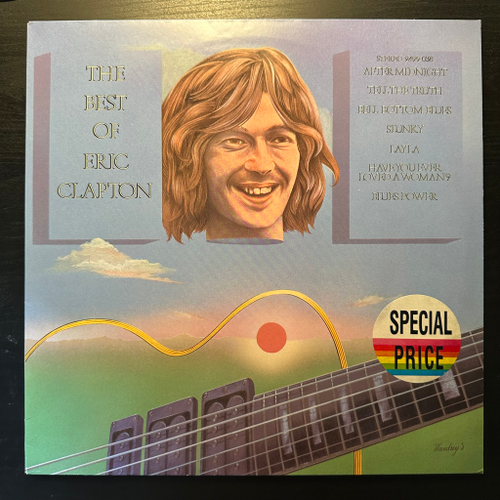 THE
BEST
OF
ERIC
CLAPTON
AFTER MIDNIGHT
TELL THE TRUTH
BELL BOTTOM BLUES
SLUNKY
LAYLA
HAVE YOU EVER
LOVED A WOMAN?
BLUES POWER
SPECIAL
PRICE